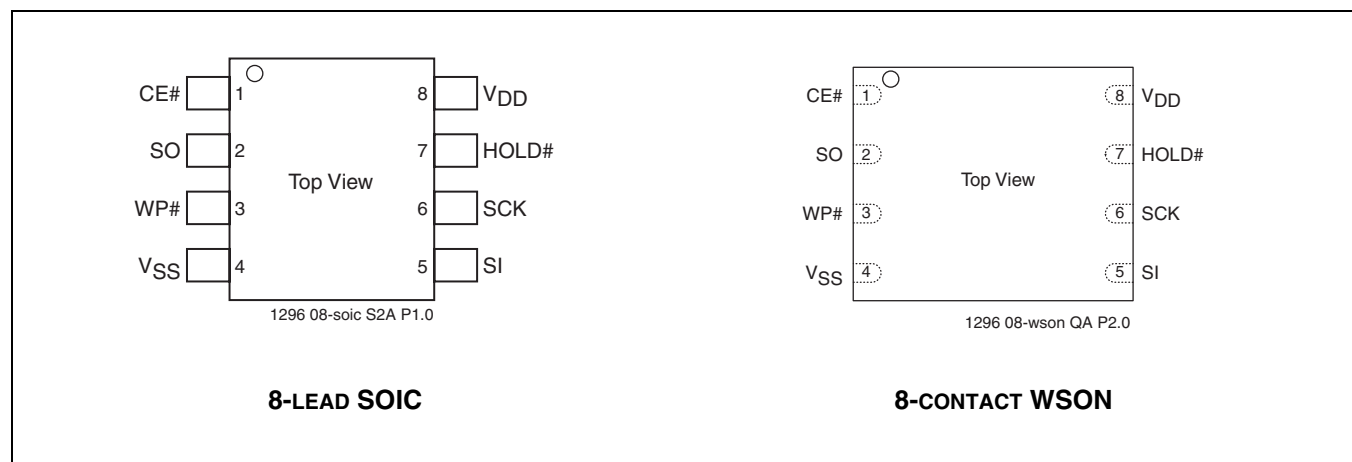 CE# 1 8 VDD
SO 2 7 HOLD#
Top View
WP# 3 6 SCK
VSS 4 5 SI
1296 08-soic S2A P1.0
8-LEAD SOIC
CE# 1 8 VDD
SO 2 7 HOLD#
Top View
WP# 3 6 SCK
VSS 4 5 SI
1296 08-wson QA P2.0
8-CONTACT WSON